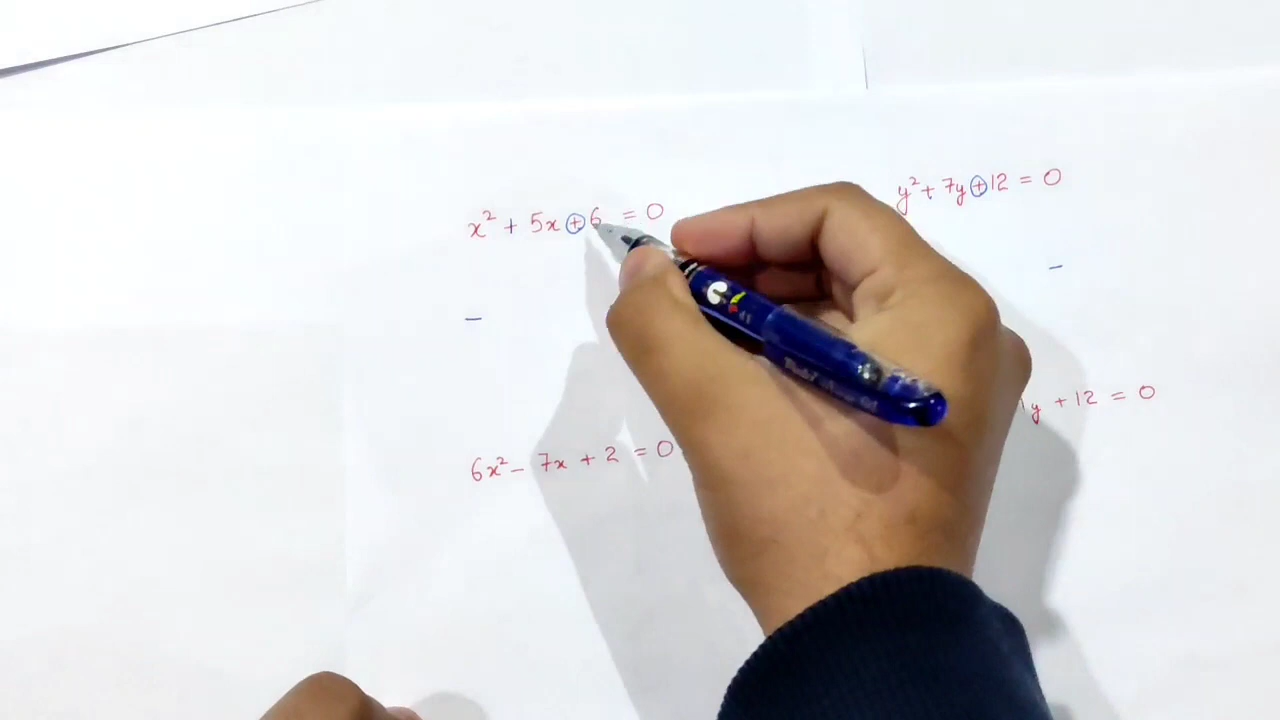 x² + 5x + 6 = 0
y² + 7y + 12 = 0
–
–
6x² – 7x + 2 = 0
y + 12 = 0